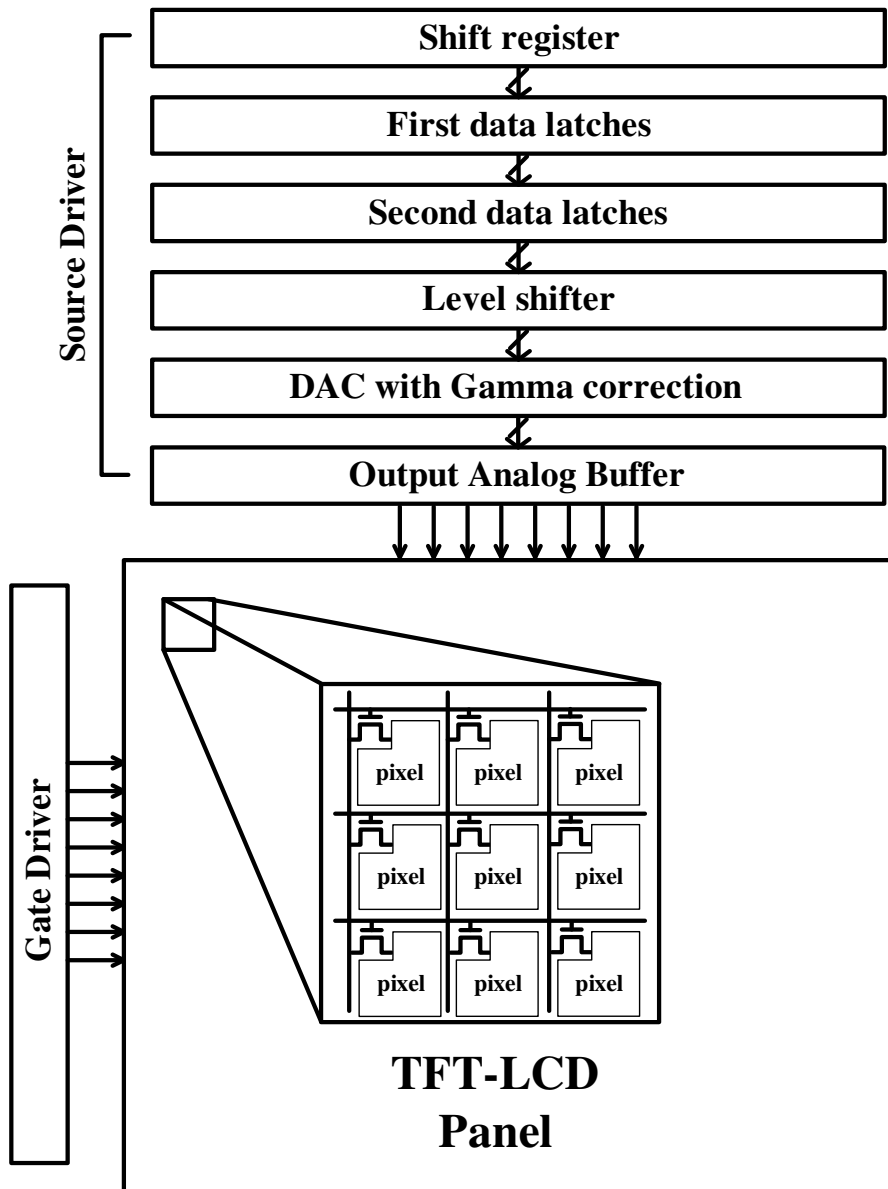 Shift register
First data latches
Second data latches
Level shifter
DAC with Gamma correction
Output Analog Buffer
Source Driver
Gate Driver
pixel
pixel
pixel
pixel
pixel
pixel
pixel
pixel
pixel
TFT-LCD
Panel